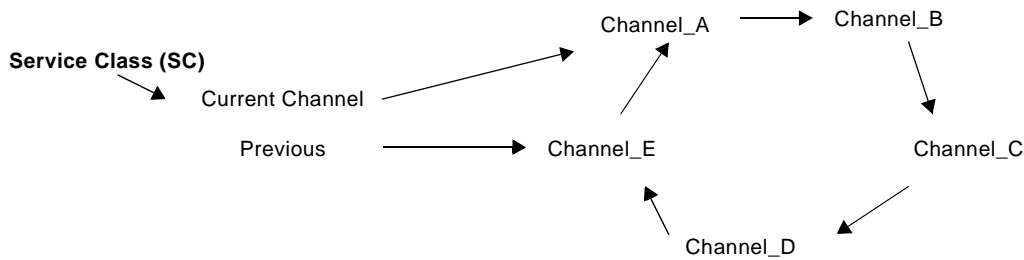 Channel_A
Channel_B
Service Class (SC)
Current Channel
Previous
Channel_E
Channel_C
Channel_D